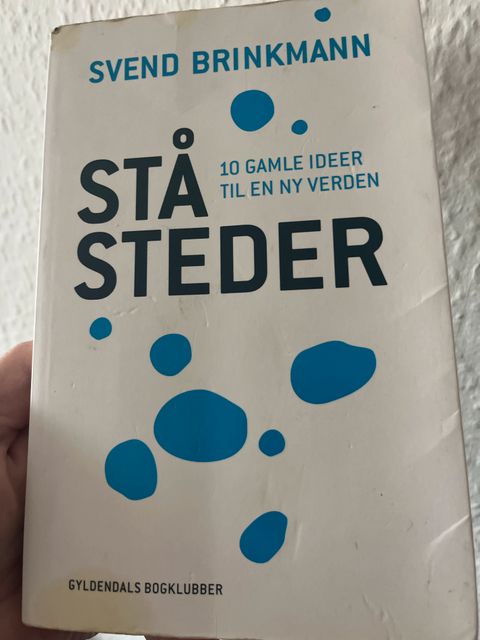 SVEND BRINKMANN
STÅ
10 GAMLE IDEER
TIL EN NY VERDEN
STEDER
GYLDENDALS BOGKLUBBER